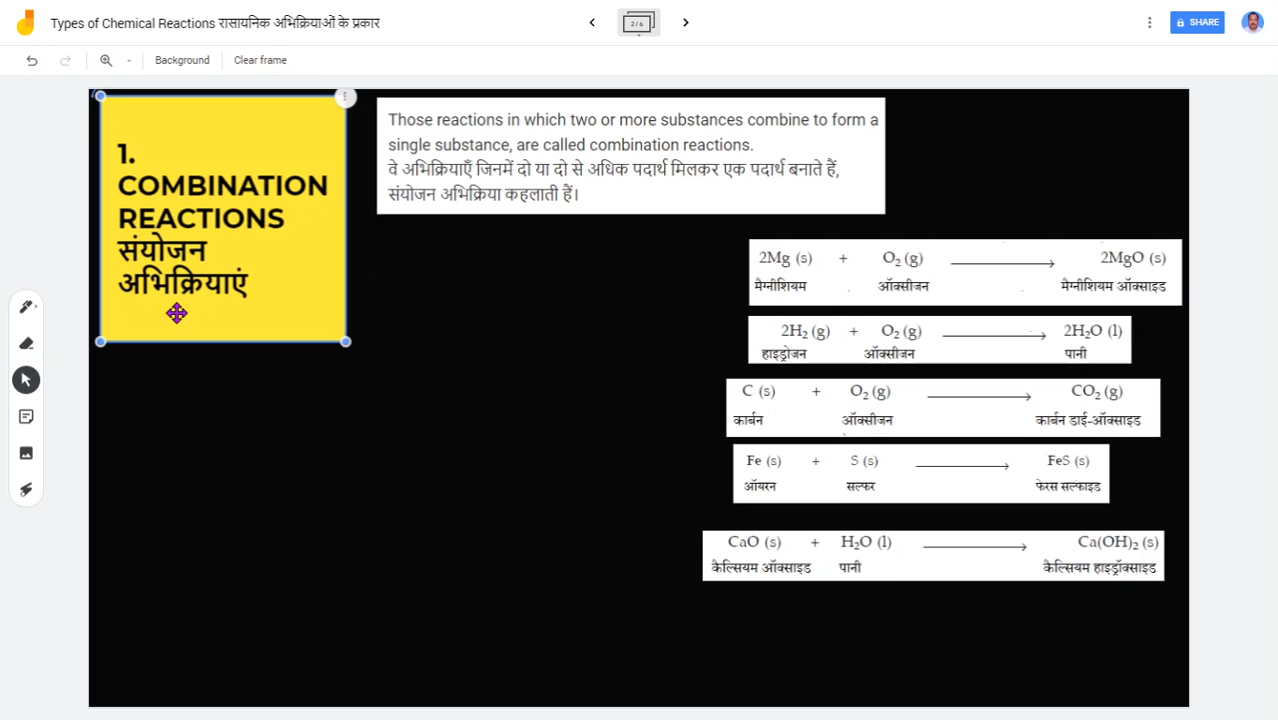 Types of Chemical Reactions रासायनिक अभिक्रियाओं के प्रकार
2 / 6
SHARE
Background
Clear frame
1.
COMBINATION
REACTIONS
संयोजन
अभिक्रियाएं
Those reactions in which two or more substances combine to form a
single substance, are called combination reactions.
वे अभिक्रियाएँ जिनमें दो या दो से अधिक पदार्थ मिलकर एक पदार्थ बनाते हैं,
संयोजन अभिक्रिया कहलाती हैं।
2Mg (s) + O₂ (g) ⟶ 2MgO (s)
मैग्नीशियम ऑक्सीजन मैग्नीशियम ऑक्साइड
2H₂ (g) + O₂ (g) ⟶ 2H₂O (l)
हाइड्रोजन ऑक्सीजन पानी
C (s) + O₂ (g) ⟶ CO₂ (g)
कार्बन ऑक्सीजन कार्बन डाई-ऑक्साइड
Fe (s) + S (s) ⟶ FeS (s)
ऑयरन सल्फर फेरस सल्फाइड
CaO (s) + H₂O (l) ⟶ Ca(OH)₂ (s)
कैल्सियम ऑक्साइड पानी कैल्सियम हाइड्रॉक्साइड